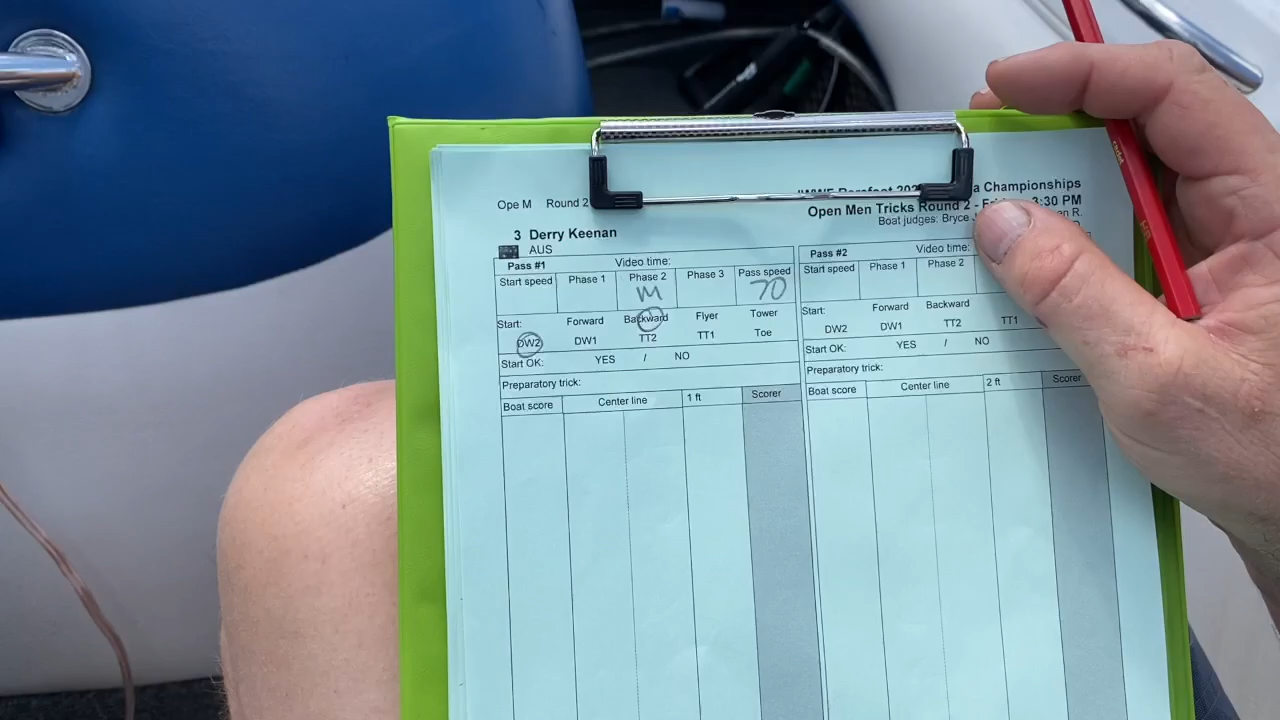 Ope M Round 2
Championships
Open Men Tricks Round 2 - 3:30 PM
Boat judges: Bryce
R.
3 Derry Keenan
AUS
Pass #1 Video time:
Start speed Phase 1 Phase 2 Phase 3 Pass speed
M 70
Start: Forward Backward Flyer Tower
DW2 DW1 TT2 TT1 Toe
Start OK: YES / NO
Preparatory trick:
Boat score Center line 1 ft Scorer
Pass #2 Video time:
Start speed Phase 1 Phase 2
Start: Forward Backward
DW2 DW1 TT2 TT1
Start OK: YES / NO
Preparatory trick:
Boat score Center line 2 ft Scorer